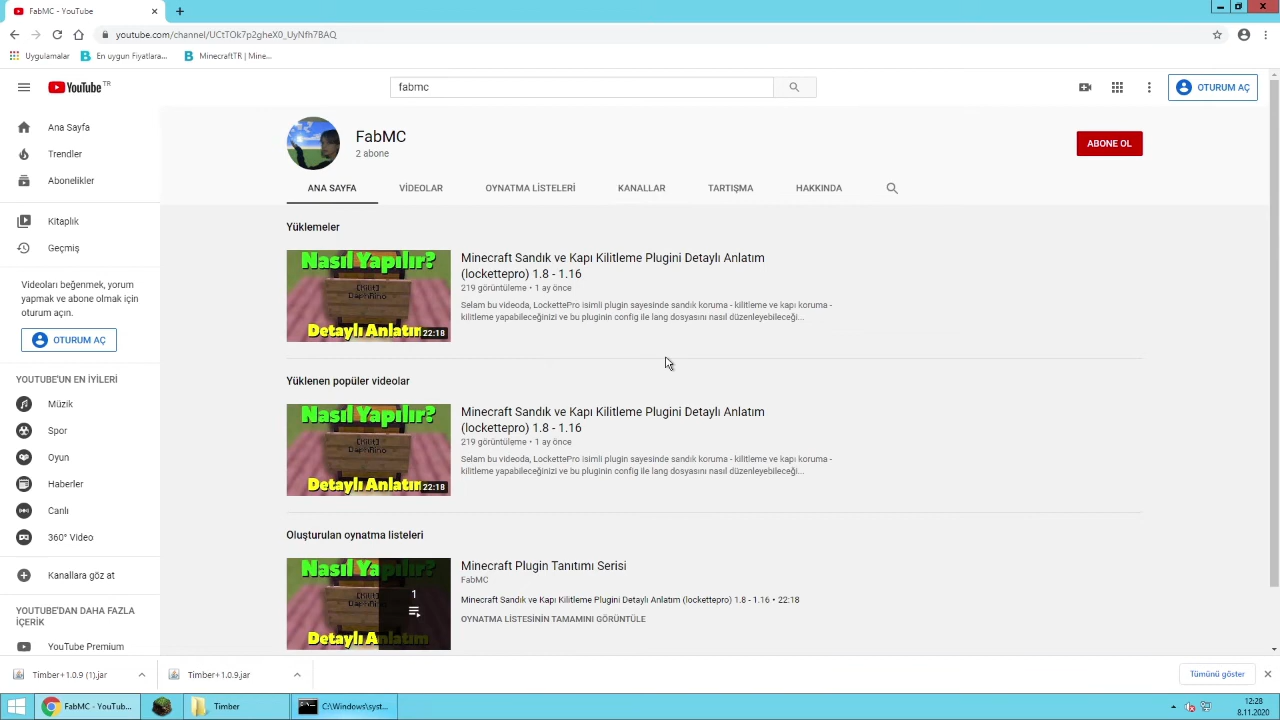 FabMC - YouTube
youtube.com/channel/UCtTOk7p2gheX0_UyNfh7BAQ
Uygulamalar
En uygun Fiyatlara...
MinecraftTR | Mine...
YouTube TR
fabmc
OTURUM AÇ
Ana Sayfa
Trendler
Abonelikler
Kitaplık
Geçmiş
Videoları beğenmek, yorum
yapmak ve abone olmak için
oturum açın.
OTURUM AÇ
YOUTUBE'UN EN İYİLERİ
Müzik
Spor
Oyun
Haberler
Canlı
360° Video
Kanallara göz at
YOUTUBE'DAN DAHA FAZLA
İÇERİK
YouTube Premium
FabMC
2 abone
ABONE OL
ANA SAYFA
VİDEOLAR
OYNATMA LİSTELERİ
KANALLAR
TARTIŞMA
HAKKINDA
Yüklemeler
Nasıl Yapılır?
Detaylı Anlatım
22:18
Minecraft Sandık ve Kapı Kilitleme Plugini Detaylı Anlatım
(lockettepro) 1.8 - 1.16
219 görüntüleme • 1 ay önce
Selam bu videoda, LockettePro isimli plugin sayesinde sandık koruma - kilitleme ve kapı koruma -
kilitleme yapabileceğinizi ve bu pluginin config ile lang dosyasını nasıl düzenleyebileceği...
Yüklenen popüler videolar
Nasıl Yapılır?
Detaylı Anlatım
22:18
Minecraft Sandık ve Kapı Kilitleme Plugini Detaylı Anlatım
(lockettepro) 1.8 - 1.16
219 görüntüleme • 1 ay önce
Selam bu videoda, LockettePro isimli plugin sayesinde sandık koruma - kilitleme ve kapı koruma -
kilitleme yapabileceğinizi ve bu pluginin config ile lang dosyasını nasıl düzenleyebileceği...
Oluşturulan oynatma listeleri
Nasıl Yapılır?
1
Detaylı Anlatım
Minecraft Plugin Tanıtımı Serisi
FabMC
Minecraft Sandık ve Kapı Kilitleme Plugini Detaylı Anlatım (lockettepro) 1.8 - 1.16 • 22:18
OYNATMA LİSTESİNİN TAMAMINI GÖRÜNTÜLE
Timber+1.0.9 (1).jar
Timber+1.0.9.jar
Tümünü göster
FabMC - YouTub...
Timber
C:\Windows\syst...
12:28
8.11.2020